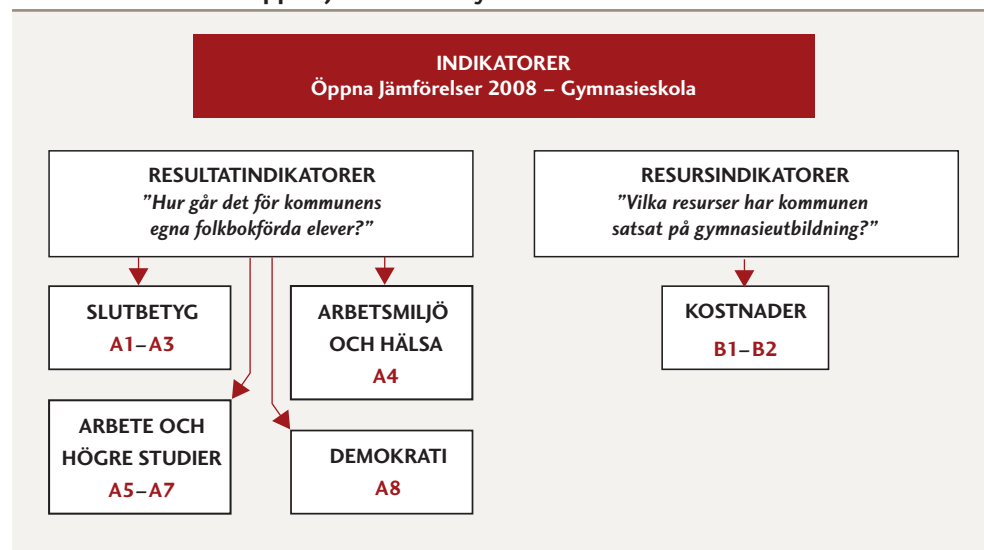 INDIKATORER
Öppna Jämförelser 2008 – Gymnasieskola
RESULTATINDIKATORER
”Hur går det för kommunens
egna folkbokförda elever?”
RESURSINDIKATORER
”Vilka resurser har kommunen
satsat på gymnasieutbildning?”
SLUTBETYG
A1–A3
ARBETSMILJÖ
OCH HÄLSA
A4
KOSTNADER
B1–B2
ARBETE OCH
HÖGRE STUDIER
A5–A7
DEMOKRATI
A8